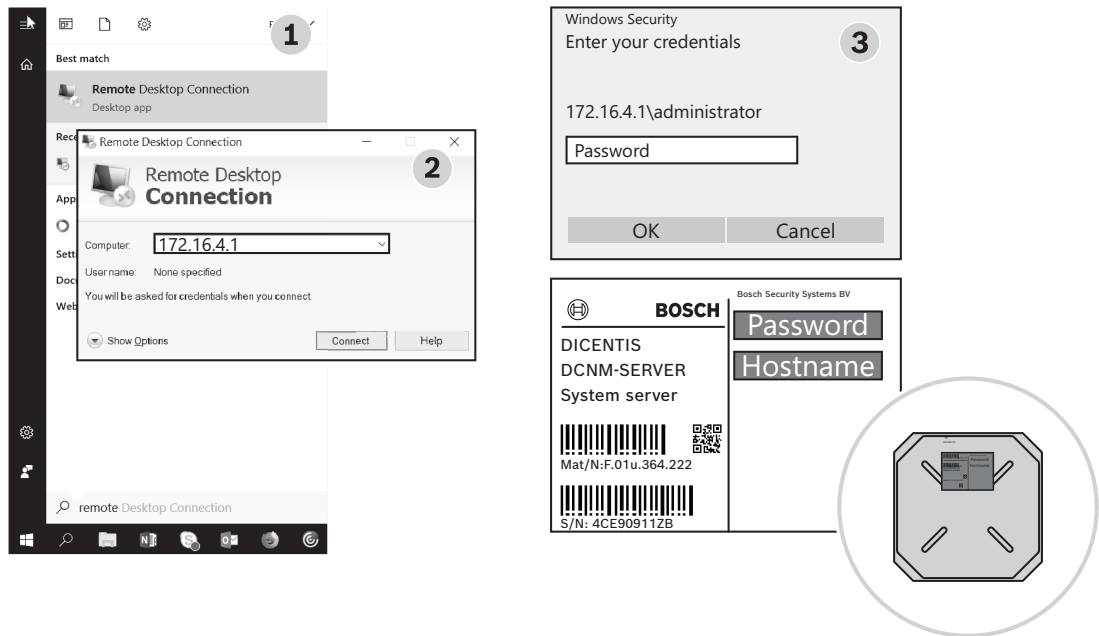 1
Best match
Remote Desktop Connection
Desktop app
Rece
App
Setti
Docu
Web
remote Desktop Connection
Remote Desktop Connection
2
Remote Desktop
Connection
Computer:
172.16.4.1
User name:
None specified
You will be asked for credentials when you connect.
Show Options
Connect
Help
Windows Security
Enter your credentials
3
172.16.4.1\administrator
Password
OK
Cancel
BOSCH
DICENTIS
DCNM-SERVER
System server
Mat/N:F.01u.364.222
S/N: 4CE90911ZB
Bosch Security Systems BV
Password
Hostname
Password
Hostname